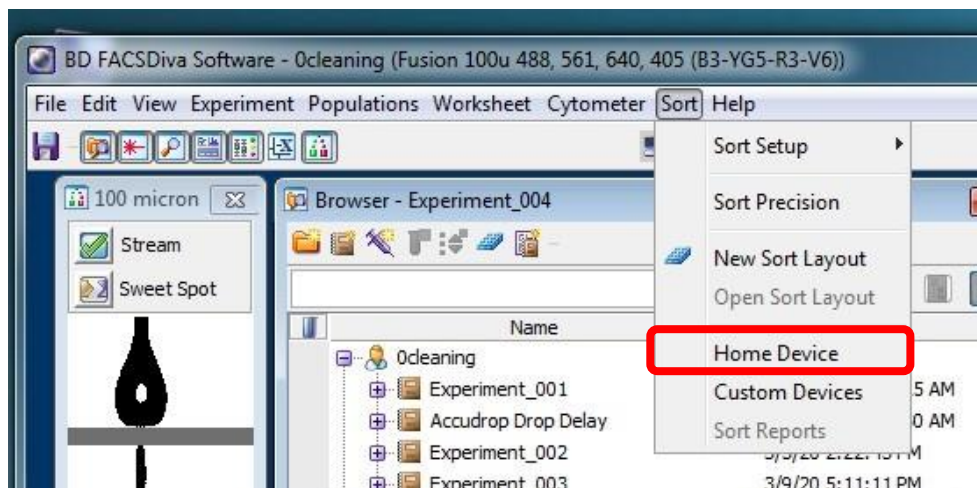 BD FACSDiva Software - 0cleaning (Fusion 100u 488, 561, 640, 405 (B3-YG5-R3-V6))
File Edit View Experiment Populations Worksheet Cytometer Sort Help
Sort Setup
Sort Precision
New Sort Layout
Open Sort Layout
Home Device
Custom Devices
Sort Reports
100 micron
Stream
Sweet Spot
Browser - Experiment_004
Name
0cleaning
Experiment_001
5 AM
Accudrop Drop Delay
0 AM
Experiment_002
Experiment_003 3/9/20 5:11:11 PM